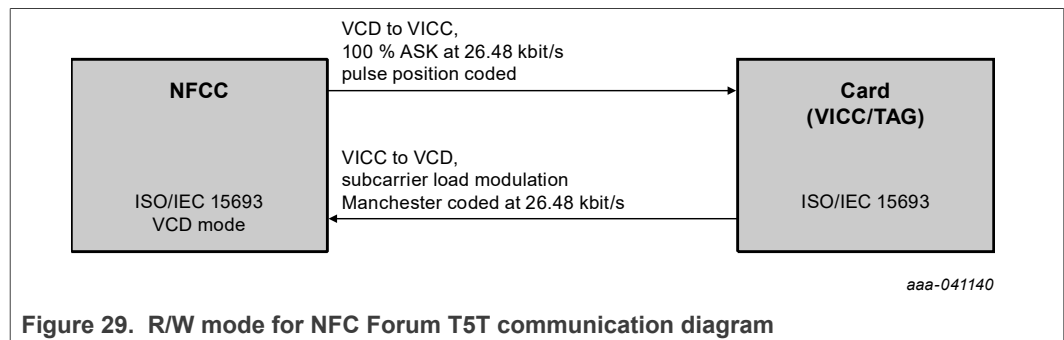 VCD to VICC,
100 % ASK at 26.48 kbit/s
pulse position coded
NFCC
Card
(VICC/TAG)
VICC to VCD,
subcarrier load modulation
Manchester coded at 26.48 kbit/s
ISO/IEC 15693
VCD mode
ISO/IEC 15693
aaa-041140
Figure 29. R/W mode for NFC Forum T5T communication diagram